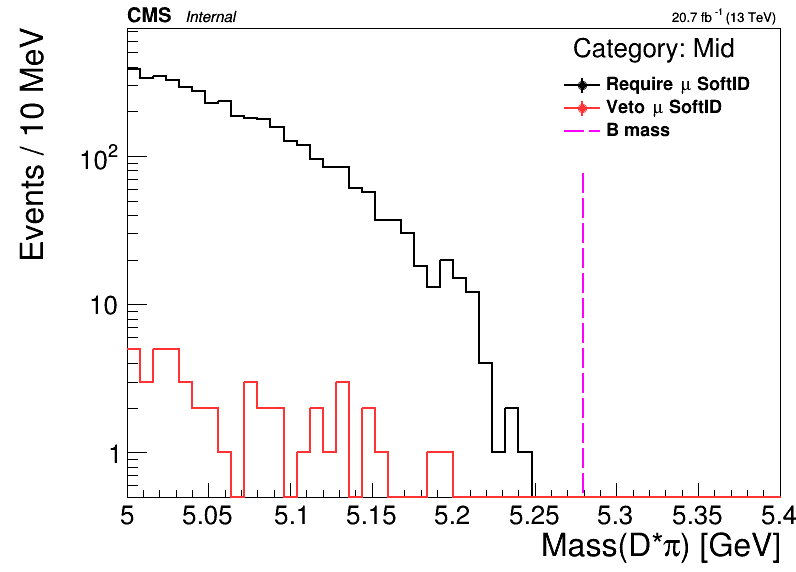 CMS Internal 20.7 fb⁻¹ (13 TeV)
Category: Mid
Require μ SoftID
Veto μ SoftID
B mass
Events / 10 MeV
10²
10
1
5 5.05 5.1 5.15 5.2 5.25 5.3 5.35 5.4
Mass(D*π) [GeV]